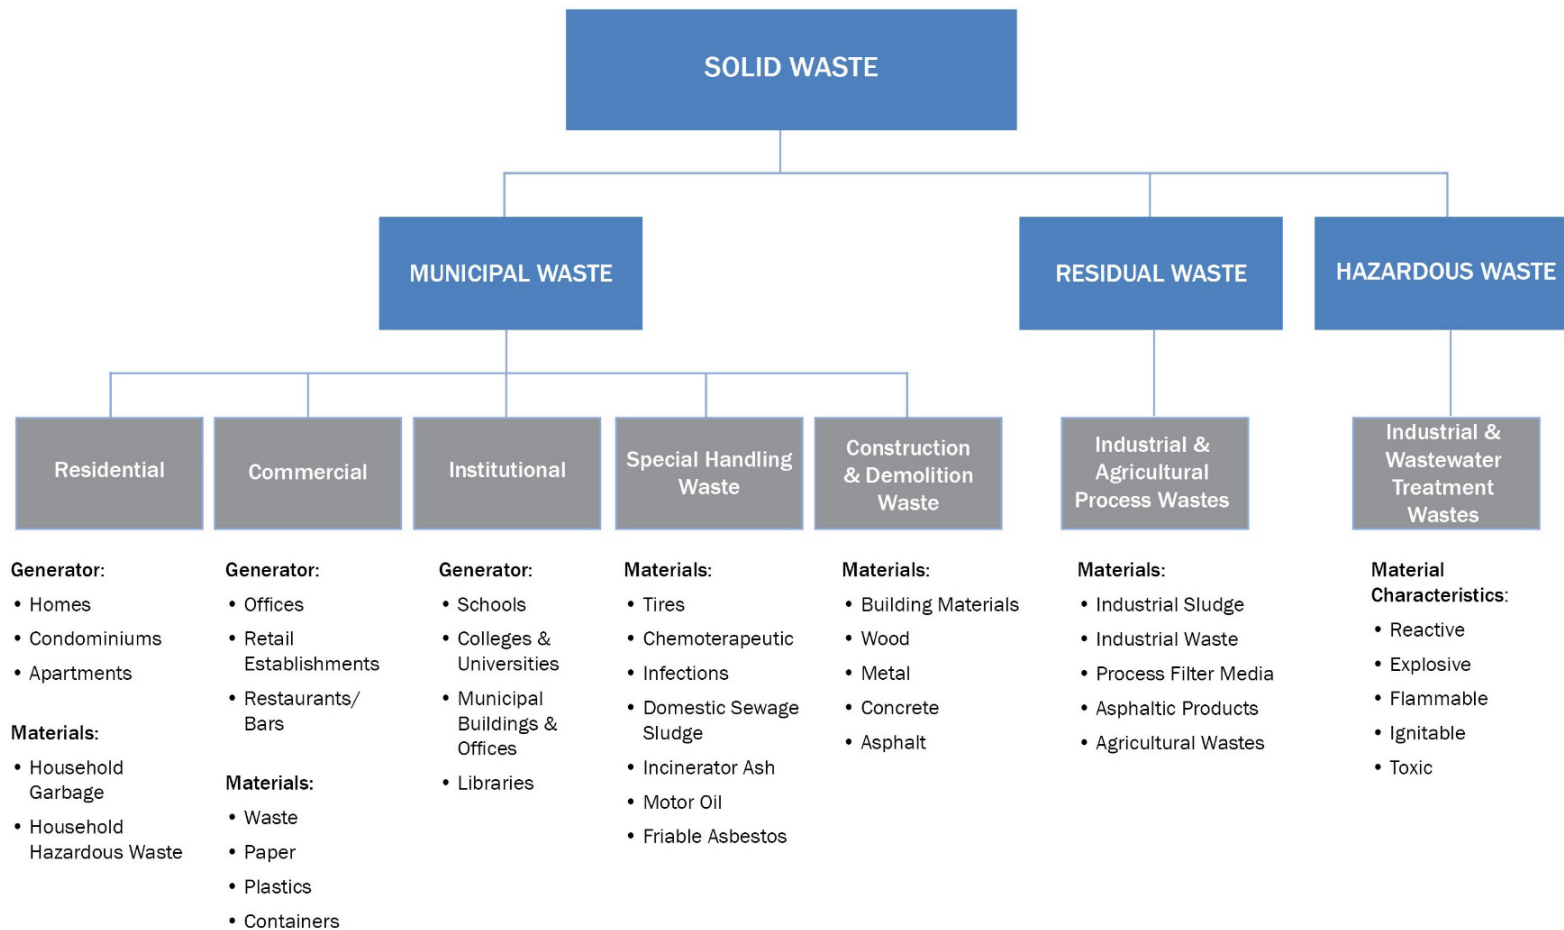 SOLID WASTE
MUNICIPAL WASTE
RESIDUAL WASTE
HAZARDOUS WASTE
Residential
Commercial
Institutional
Special Handling
Waste
Construction
& Demolition
Waste
Industrial &
Agricultural
Process Wastes
Industrial &
Wastewater
Treatment
Wastes
Generator:
• Homes
• Condominiums
• Apartments
Materials:
• Household
Garbage
• Household
Hazardous Waste
Generator:
• Offices
• Retail
Establishments
• Restaurants/
Bars
Materials:
• Waste
• Paper
• Plastics
• Containers
Generator:
• Schools
• Colleges &
Universities
• Municipal
Buildings &
Offices
• Libraries
Materials:
• Tires
• Chemoterapeutic
• Infections
• Domestic Sewage
Sludge
• Incinerator Ash
• Motor Oil
• Friable Asbestos
Materials:
• Building Materials
• Wood
• Metal
• Concrete
• Asphalt
Materials:
• Industrial Sludge
• Industrial Waste
• Process Filter Media
• Asphaltic Products
• Agricultural Wastes
Material
Characteristics:
• Reactive
• Explosive
• Flammable
• Ignitable
• Toxic